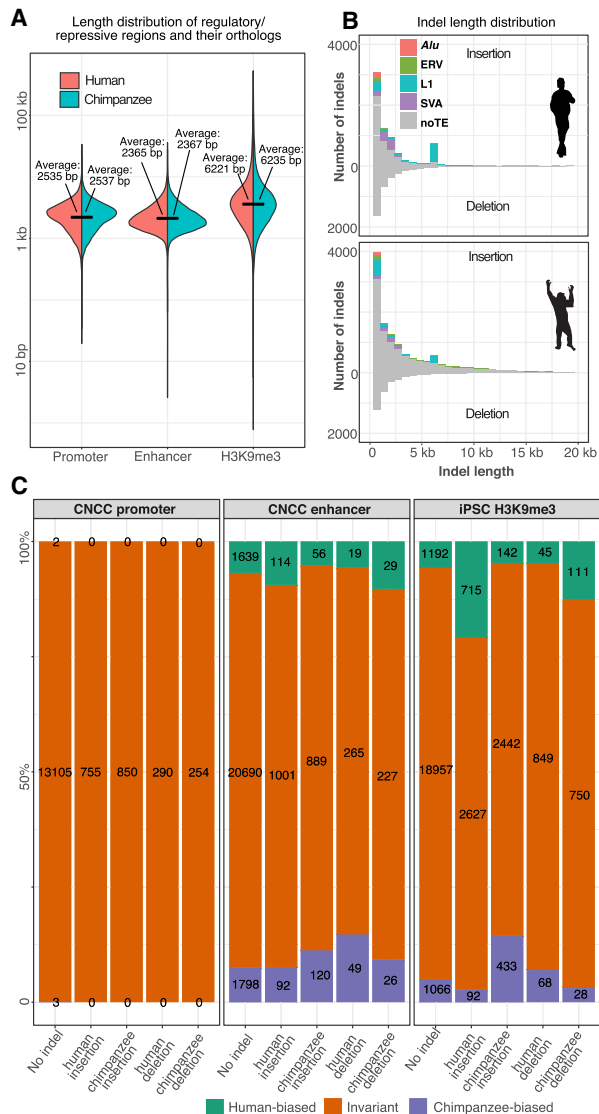 A
Length distribution of regulatory/
repressive regions and their orthologs
Human
Chimpanzee
100 kb
1 kb
10 bp
Average:
2535 bp
Average:
2537 bp
Average:
2365 bp
Average:
2367 bp
Average:
6221 bp
Average:
6235 bp
Promoter
Enhancer
H3K9me3
B
Indel length distribution
Alu
ERV
L1
SVA
noTE
Insertion
Deletion
Number of indels
4000
0
2000
Insertion
Deletion
Number of indels
4000
0
2000
0
5 kb
10 kb
15 kb
20 kb
Indel length
C
CNCC promoter
CNCC enhancer
iPSC H3K9me3
100%
50%
0
2
0
0
0
0
13105
755
850
290
254
3
0
0
0
0
1639
114
56
19
29
20690
1001
889
265
227
1798
92
120
49
26
1192
715
142
45
111
18957
2627
2442
849
750
1066
92
433
68
28
No indel
human
insertion
chimpanzee
insertion
human
deletion
chimpanzee
deletion
No indel
human
insertion
chimpanzee
insertion
human
deletion
chimpanzee
deletion
No indel
human
insertion
chimpanzee
insertion
human
deletion
chimpanzee
deletion
Human-biased
Invariant
Chimpanzee-biased